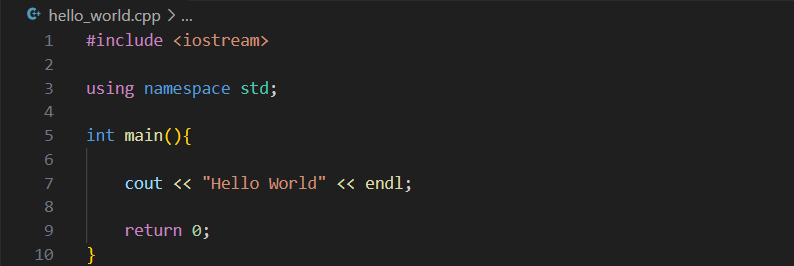 hello_world.cpp > ...
1 #include <iostream>
2
3 using namespace std;
4
5 int main(){
6
7     cout << "Hello World" << endl;
8
9     return 0;
10 }